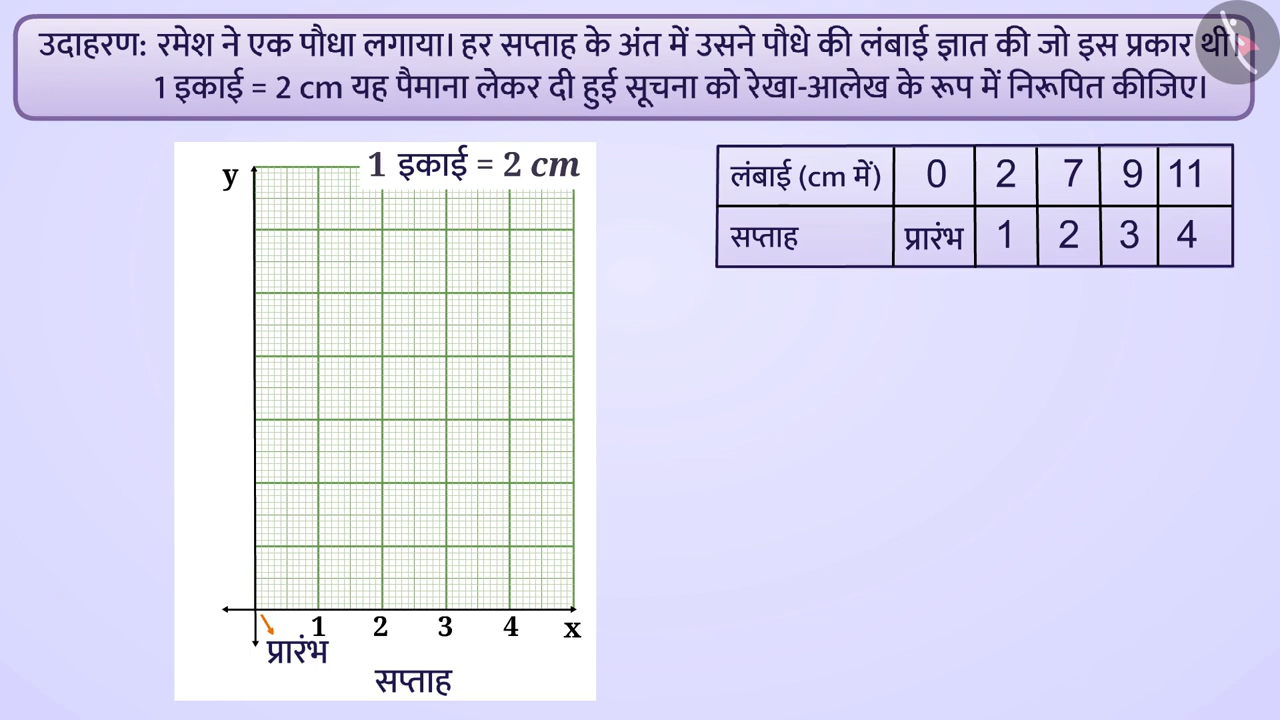 उदाहरण: रमेश ने एक पौधा लगाया। हर सप्ताह के अंत में उसने पौधे की लंबाई ज्ञात की जो इस प्रकार थी।
1 इकाई = 2 cm यह पैमाना लेकर दी हुई सूचना को रेखा-आलेख के रूप में निरूपित कीजिए।
1 इकाई = 2 cm
y
लंबाई (cm में) 0 2 7 9 11
सप्ताह प्रारंभ 1 2 3 4
1 2 3 4 x
प्रारंभ
सप्ताह